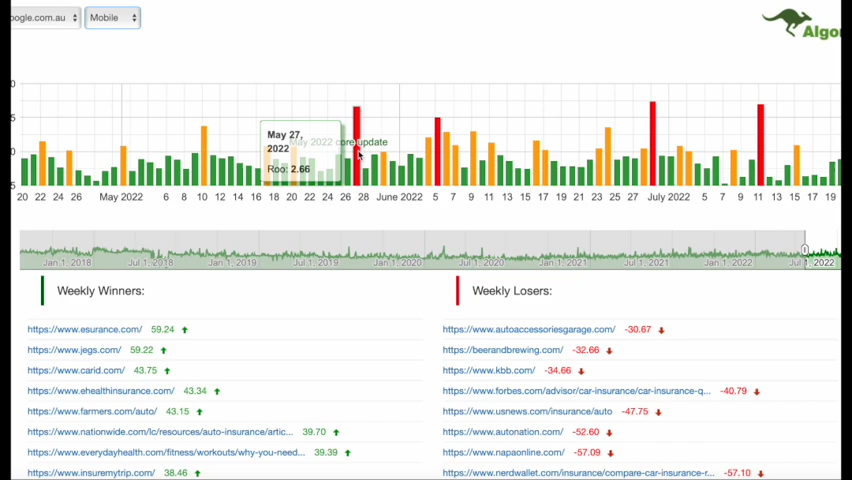 oogle.com.au Mobile
Algor
May 27,
2022
May 2022 core update
Roo: 2.66
20 22 24 26 May 2022 6 8 10 12 14 16 18 20 22 24 26 28 June 2022 5 7 9 11 13 15 17 19 21 23 25 27 July 2022 5 7 9 11 13 15 17 19
Jan 1, 2018 Jul 1, 2018 Jan 1, 2019 Jul 1, 2019 Jan 1, 2020 Jul 1, 2020 Jan 1, 2021 Jul 1, 2021 Jan 1, 2022 Jul 1, 2022
Weekly Winners: Weekly Losers:
https://www.esurance.com/ 59.24 https://www.autoaccessoriesgarage.com/ -30.67
https://www.jegs.com/ 59.22 https://beerandbrewing.com/ -32.66
https://www.carid.com/ 43.75 https://www.kbb.com/ -34.66
https://www.ehealthinsurance.com/ 43.34 https://www.forbes.com/advisor/car-insurance/car-insurance-q... -40.79
https://www.farmers.com/auto/ 43.15 https://www.usnews.com/insurance/auto -47.75
https://www.nationwide.com/lc/resources/auto-insurance/artic... 39.70 https://www.autonation.com/ -52.60
https://www.everydayhealth.com/fitness/workouts/why-you-need... 39.39 https://www.napaonline.com/ -57.09
https://www.insuremytrip.com/ 38.46 https://www.nerdwallet.com/insurance/compare-car-insurance-r... -57.10